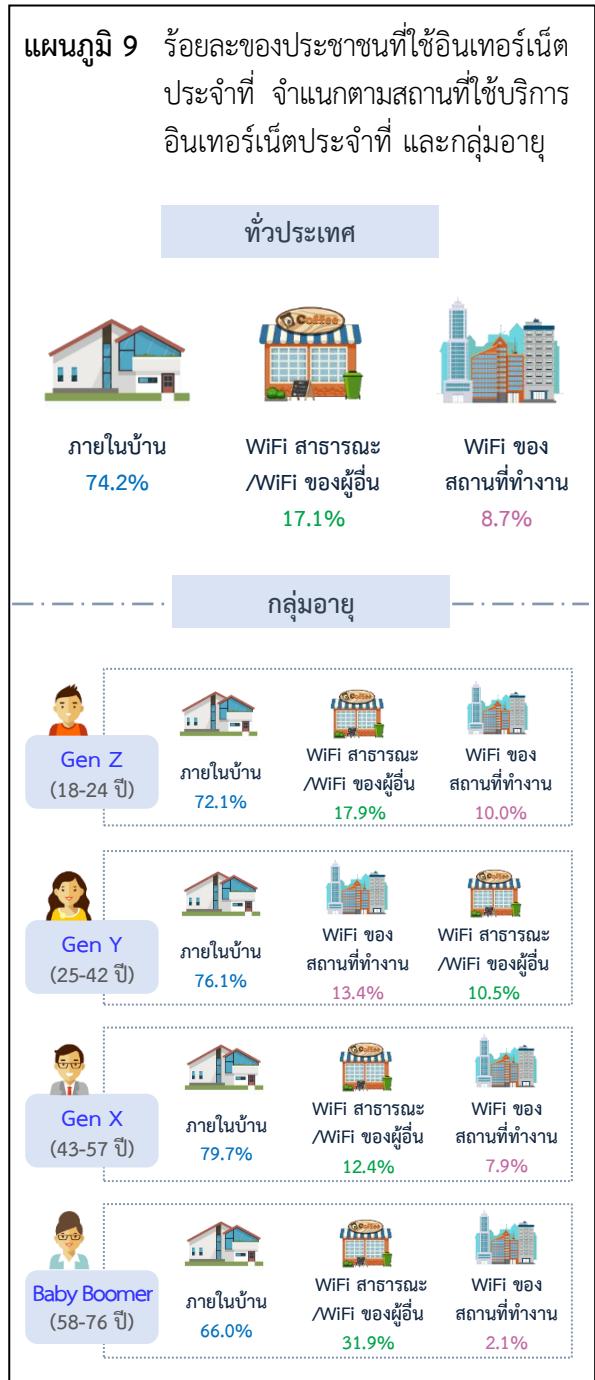 แผนภูมิ 9 ร้อยละของประชาชนที่ใช้อินเทอร์เน็ต
ประจำที่ จำแนกตามสถานที่ใช้บริการ
อินเทอร์เน็ตประจำที่ และกลุ่มอายุ
ทั่วประเทศ
Coffee
ภายในบ้าน
74.2%
WiFi สาธารณะ
/WiFi ของผู้อื่น
17.1%
WiFi ของ
สถานที่ทำงาน
8.7%
กลุ่มอายุ
Gen Z
(18-24 ปี)
ภายในบ้าน
72.1%
Coffee
WiFi สาธารณะ
/WiFi ของผู้อื่น
17.9%
WiFi ของ
สถานที่ทำงาน
10.0%
Gen Y
(25-42 ปี)
ภายในบ้าน
76.1%
WiFi ของ
สถานที่ทำงาน
13.4%
Coffee
WiFi สาธารณะ
/WiFi ของผู้อื่น
10.5%
Gen X
(43-57 ปี)
ภายในบ้าน
79.7%
Coffee
WiFi สาธารณะ
/WiFi ของผู้อื่น
12.4%
WiFi ของ
สถานที่ทำงาน
7.9%
Baby Boomer
(58-76 ปี)
ภายในบ้าน
66.0%
Coffee
WiFi สาธารณะ
/WiFi ของผู้อื่น
31.9%
WiFi ของ
สถานที่ทำงาน
2.1%